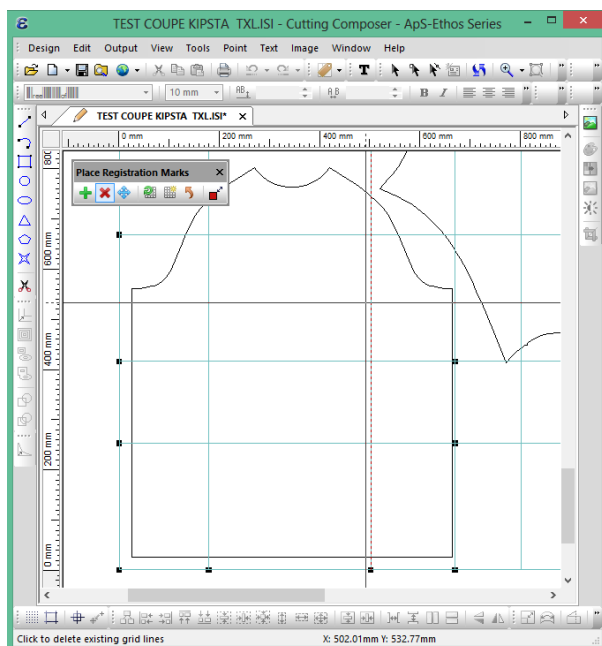 TEST COUPE KIPSTA  TXL.ISI - Cutting Composer - ApS-Ethos Series
Design Edit Output View Tools Point Text Image Window Help
10 mm
TEST COUPE KIPSTA  TXL.ISI*
0 mm 200 mm 400 mm 600 mm 800 mm
Place Registration Marks
800
600 mm
400 mm
200 mm
0 mm
Click to delete existing grid lines X: 502.01mm Y: 532.77mm